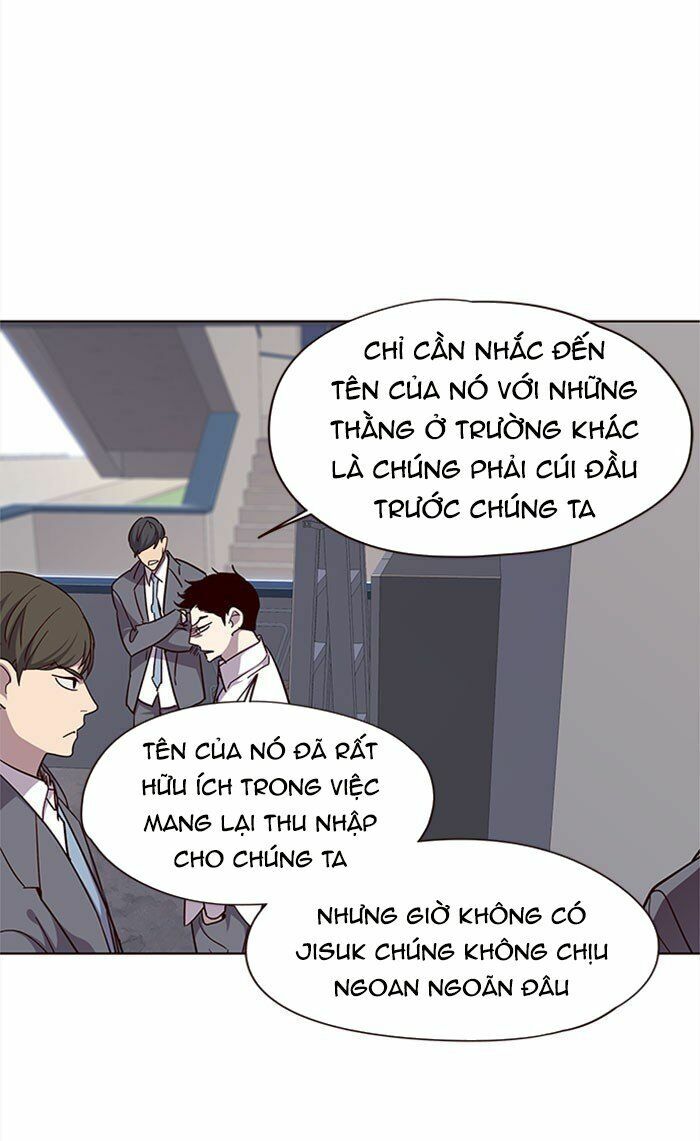 CHỈ CẦN NHẮC ĐẾN
TÊN CỦA NÓ VỚI NHỮNG
THẰNG Ở TRƯỜNG KHÁC
LÀ CHÚNG PHẢI CÚI ĐẦU
TRƯỚC CHÚNG TA
TÊN CỦA NÓ ĐÃ RẤT
HỮU ÍCH TRONG VIỆC
MANG LẠI THU NHẬP
CHO CHÚNG TA
NHƯNG GIỜ KHÔNG CÓ
JISUK CHÚNG KHÔNG CHỊU
NGOAN NGOÃN ĐÂU